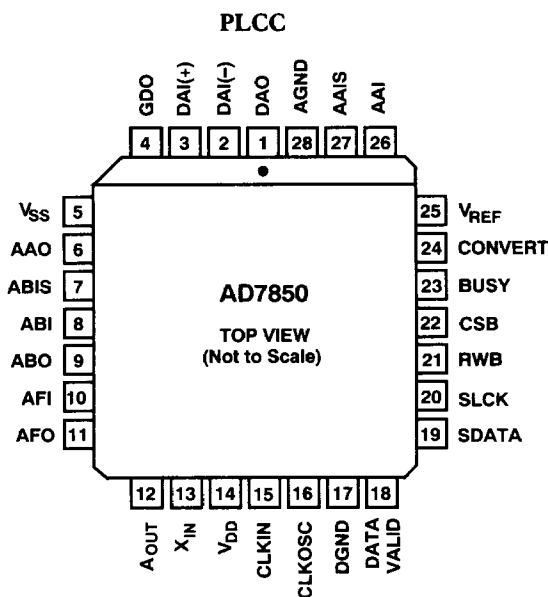 PLCC
GDO
DAI(+)
DAI(−)
DAO
AGND
AAIS
AAI
4 3 2 1 28 27 26
VSS 5
AAO 6
ABIS 7
ABI 8
ABO 9
AFI 10
AFO 11
AD7850
TOP VIEW
(Not to Scale)
25 VREF
24 CONVERT
23 BUSY
22 CSB
21 RWB
20 SLCK
19 SDATA
12 13 14 15 16 17 18
AOUT
XIN
VDD
CLKIN
CLKOSC
DGND
DATA
VALID